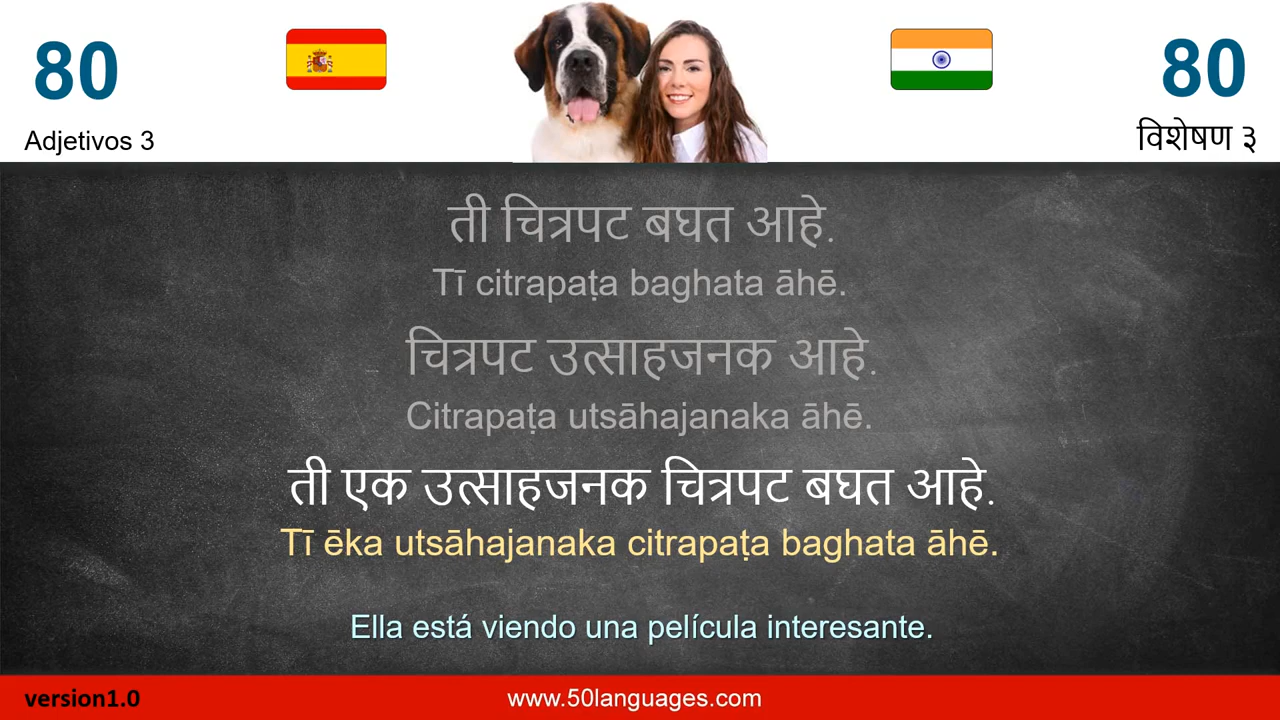 80
80
Adjetivos 3
विशेषण ३
ती चित्रपट बघत आहे.
Tī citrapaṭa baghata āhē.
चित्रपट उत्साहजनक आहे.
Citrapaṭa utsāhajanaka āhē.
ती एक उत्साहजनक चित्रपट बघत आहे.
Tī ēka utsāhajanaka citrapaṭa baghata āhē.
Ella está viendo una película interesante.
version1.0
www.50languages.com